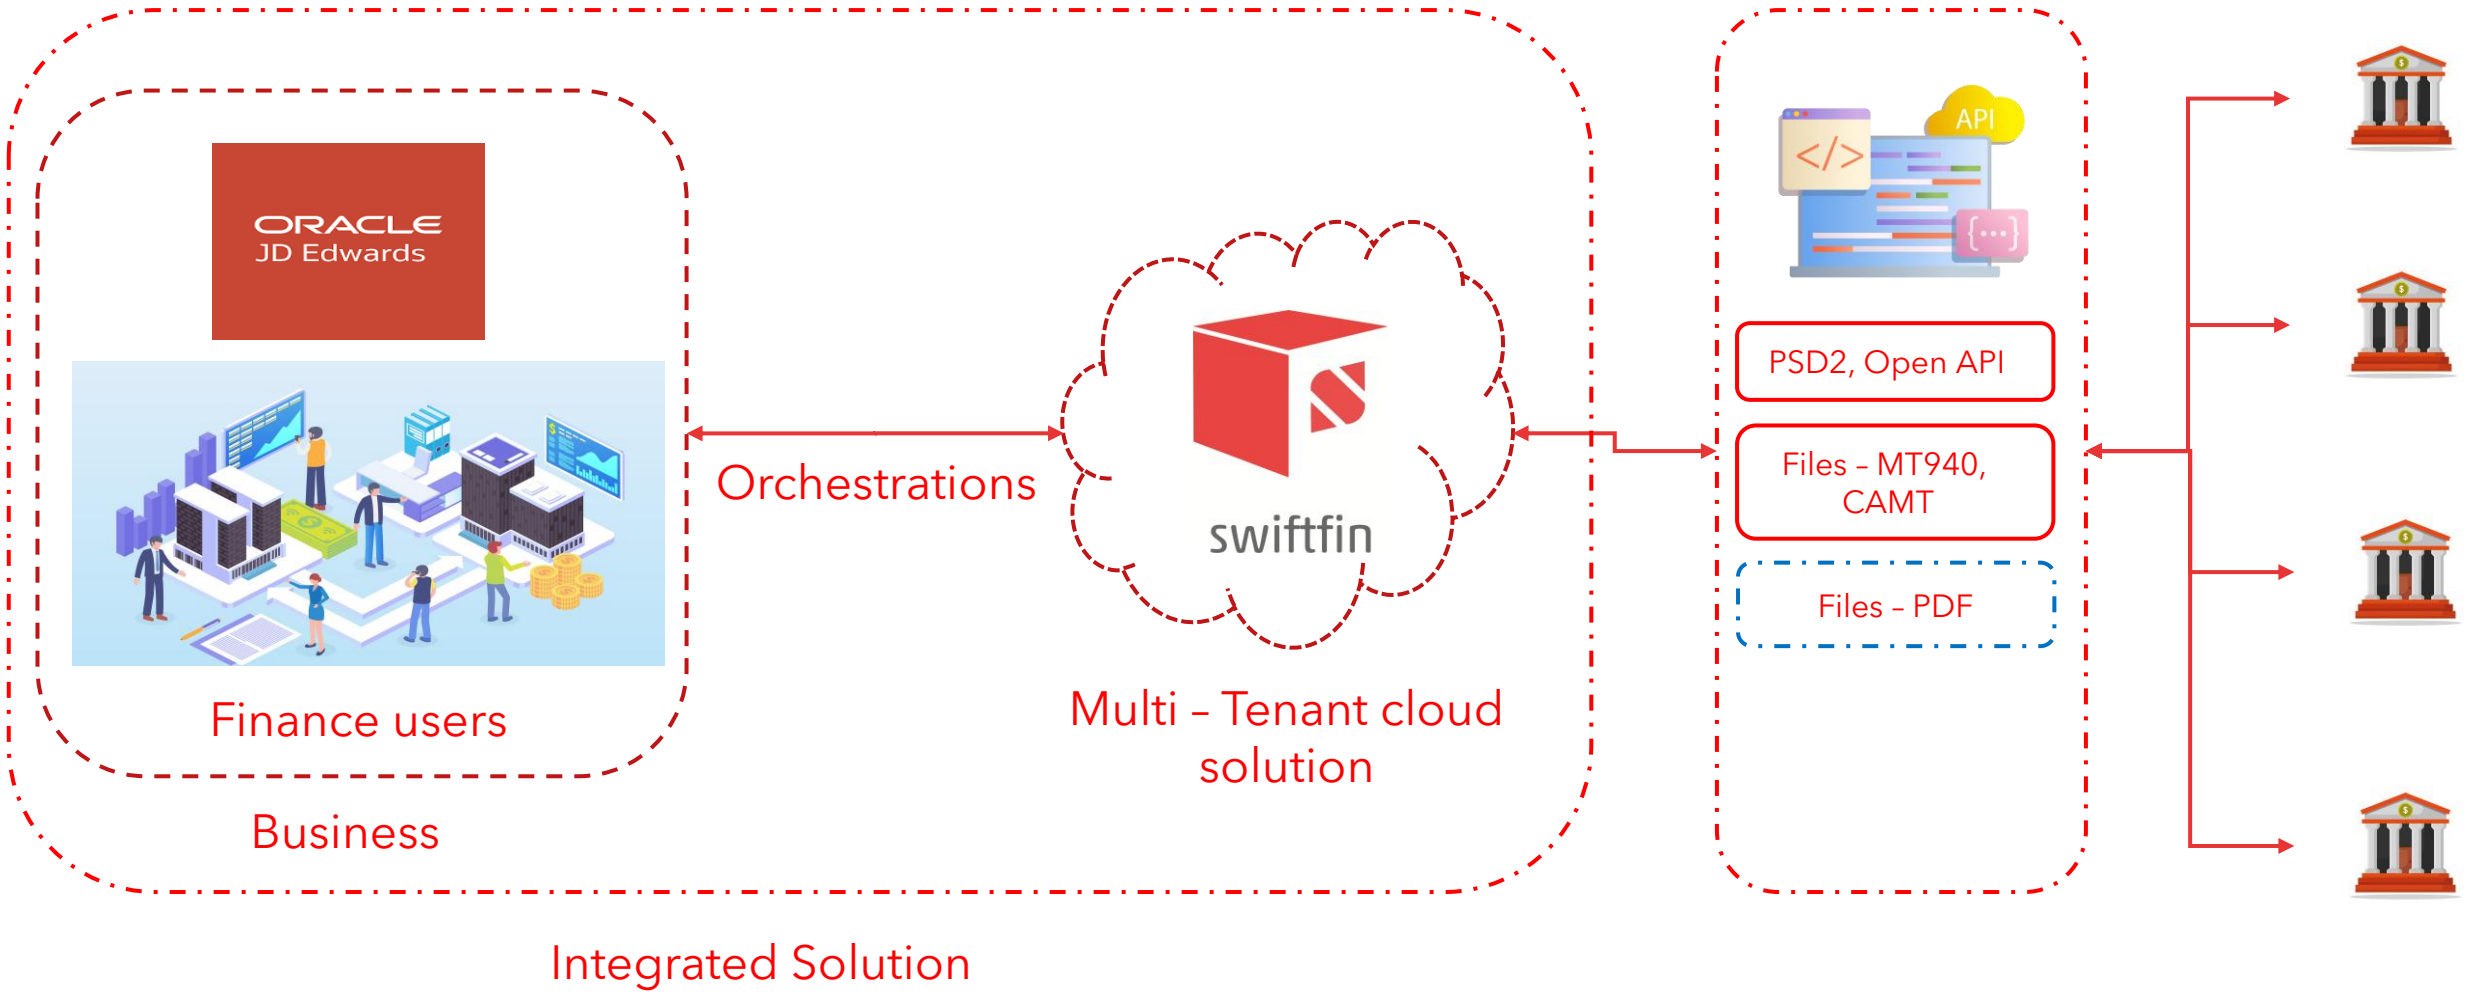 ORACLE
JD Edwards
Finance users
Business
Orchestrations
swiftfin
Multi – Tenant cloud
solution
Integrated Solution
API
</>
{...}
PSD2, Open API
Files – MT940,
CAMT
Files – PDF